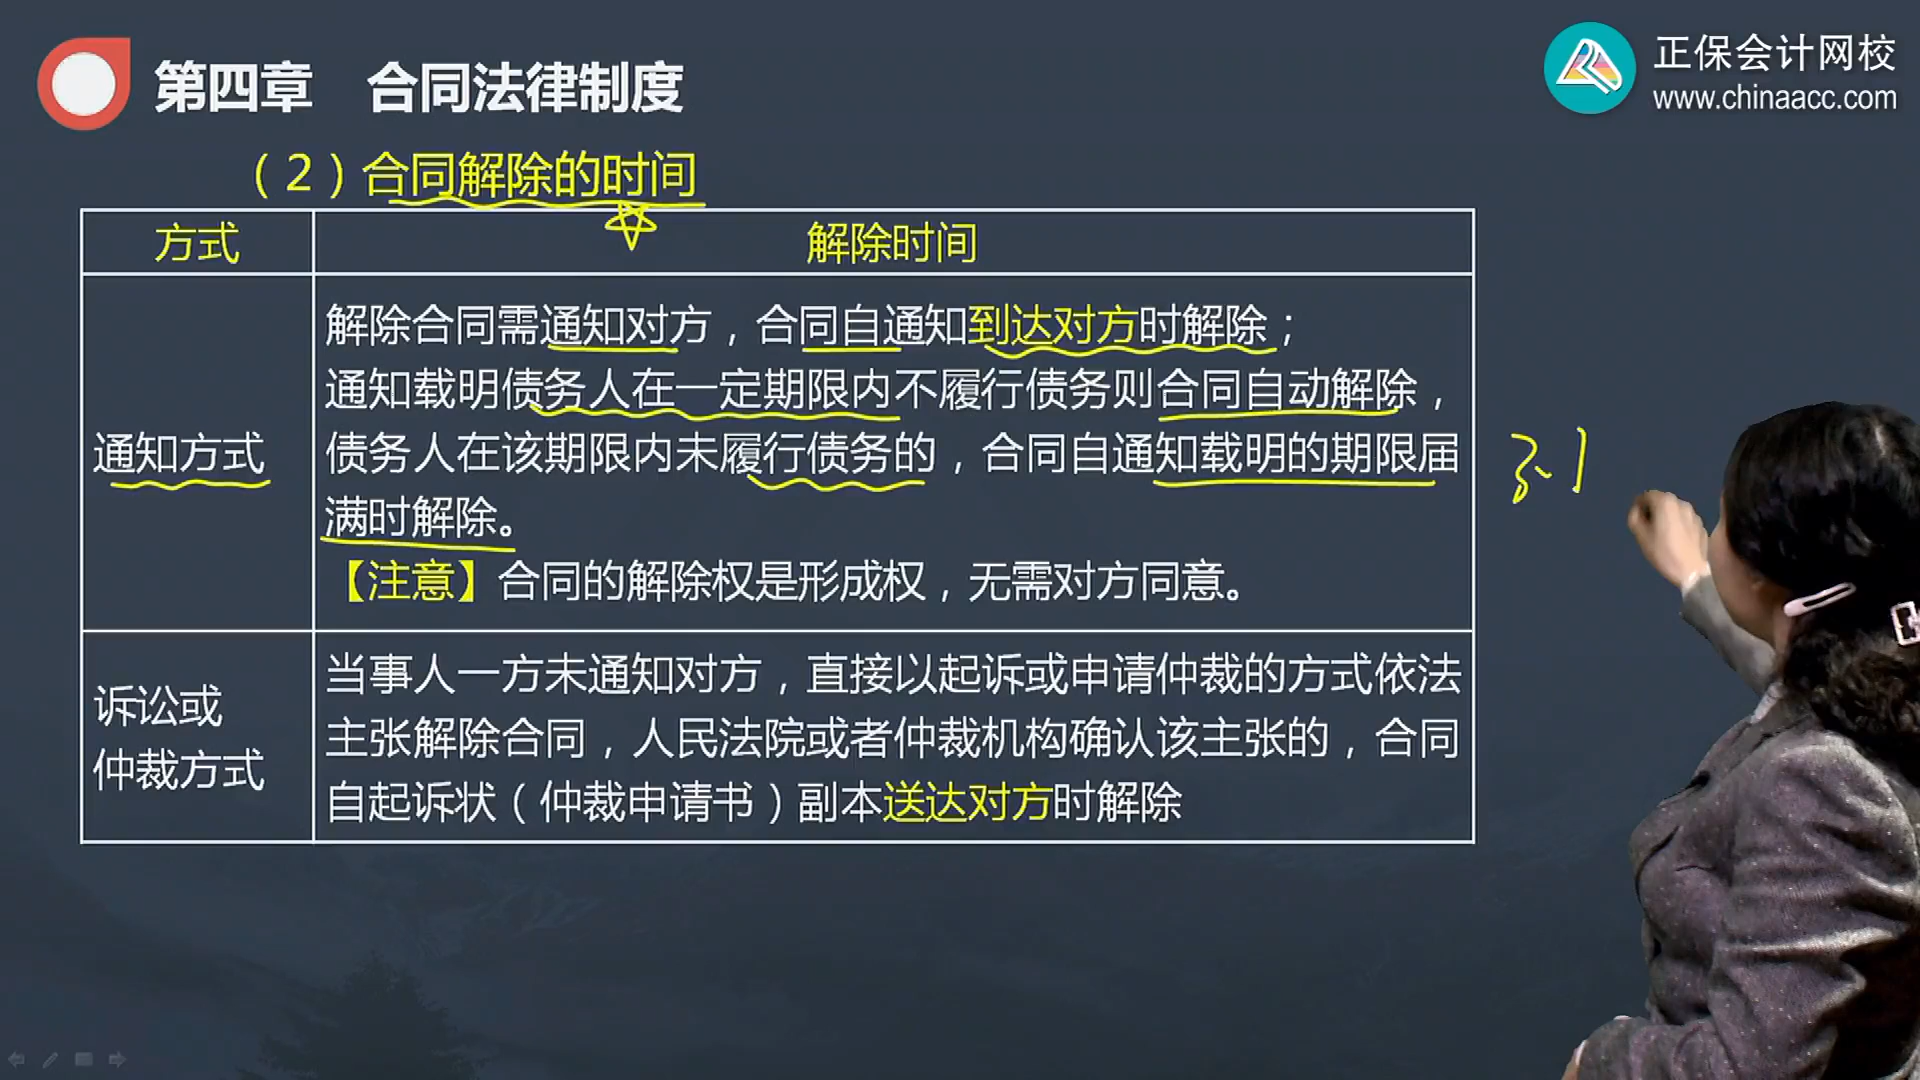 第四章 合同法律制度
正保会计网校
www.chinaacc.com
（2）合同解除的时间
方式
解除时间
通知方式
解除合同需通知对方，合同自通知到达对方时解除；
通知载明债务人在一定期限内不履行债务则合同自动解除，
债务人在该期限内未履行债务的，合同自通知载明的期限届
满时解除。
【注意】合同的解除权是形成权，无需对方同意。
诉讼或
仲裁方式
当事人一方未通知对方，直接以起诉或申请仲裁的方式依法
主张解除合同，人民法院或者仲裁机构确认该主张的，合同
自起诉状（仲裁申请书）副本送达对方时解除
3.1